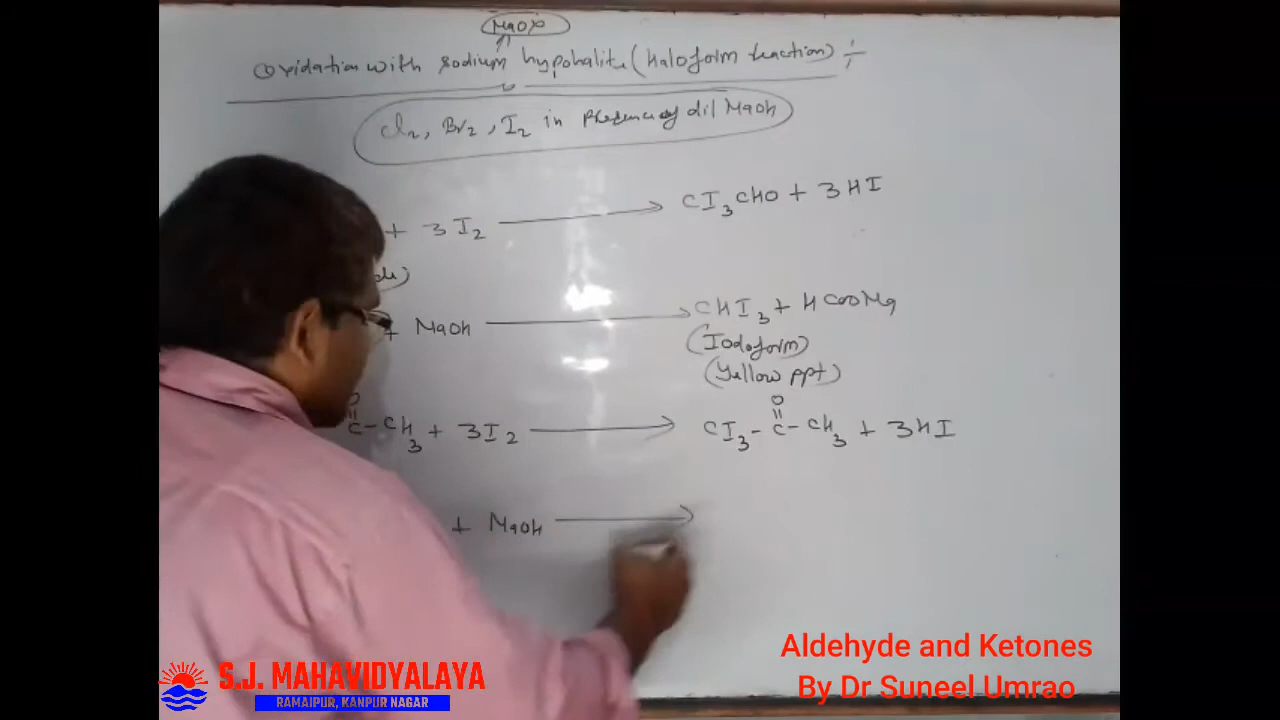 NaOX
Oxidation with sodium hypohalite (Haloform reaction) :-
Cl2, Br2, I2 in presence of dil NaOH
+ 3I2 → CI3CHO + 3HI
+ NaOH → CHI3 + HCOONa
(Iodoform)
(Yellow ppt)
O O
C-CH3 + 3I2 → CI3-C-CH3 + 3HI
+ NaOH →
Aldehyde and Ketones
By Dr Suneel Umrao
S.J. MAHAVIDYALAYA
RAMAIPUR, KANPUR NAGAR